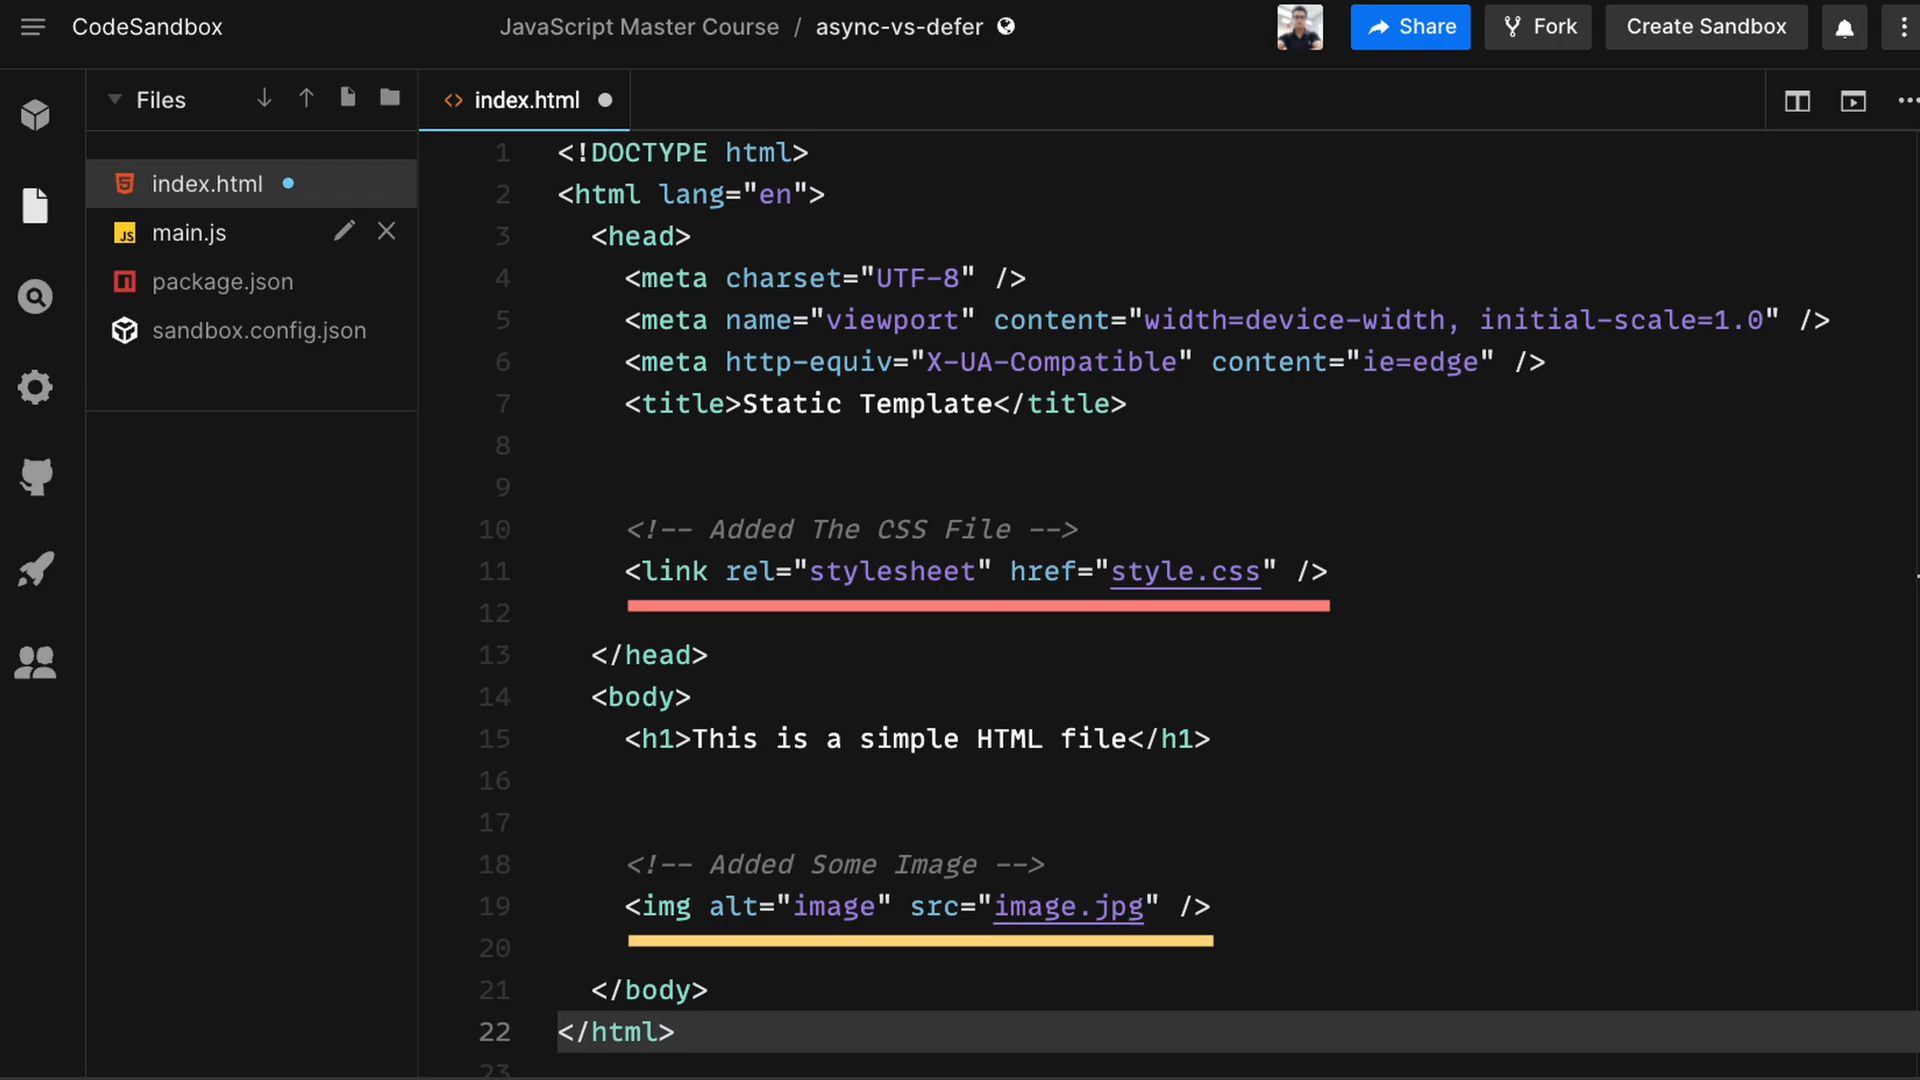 CodeSandbox
JavaScript Master Course / async-vs-defer
Share
Fork
Create Sandbox
Files
index.html
main.js
package.json
sandbox.config.json
index.html
1 <!DOCTYPE html>
2 <html lang="en">
3 <head>
4 <meta charset="UTF-8" />
5 <meta name="viewport" content="width=device-width, initial-scale=1.0" />
6 <meta http-equiv="X-UA-Compatible" content="ie=edge" />
7 <title>Static Template</title>
8
9
10 <!-- Added The CSS File -->
11 <link rel="stylesheet" href="style.css" />
12
13 </head>
14 <body>
15 <h1>This is a simple HTML file</h1>
16
17
18 <!-- Added Some Image -->
19 <img alt="image" src="image.jpg" />
20
21 </body>
22 </html>
23